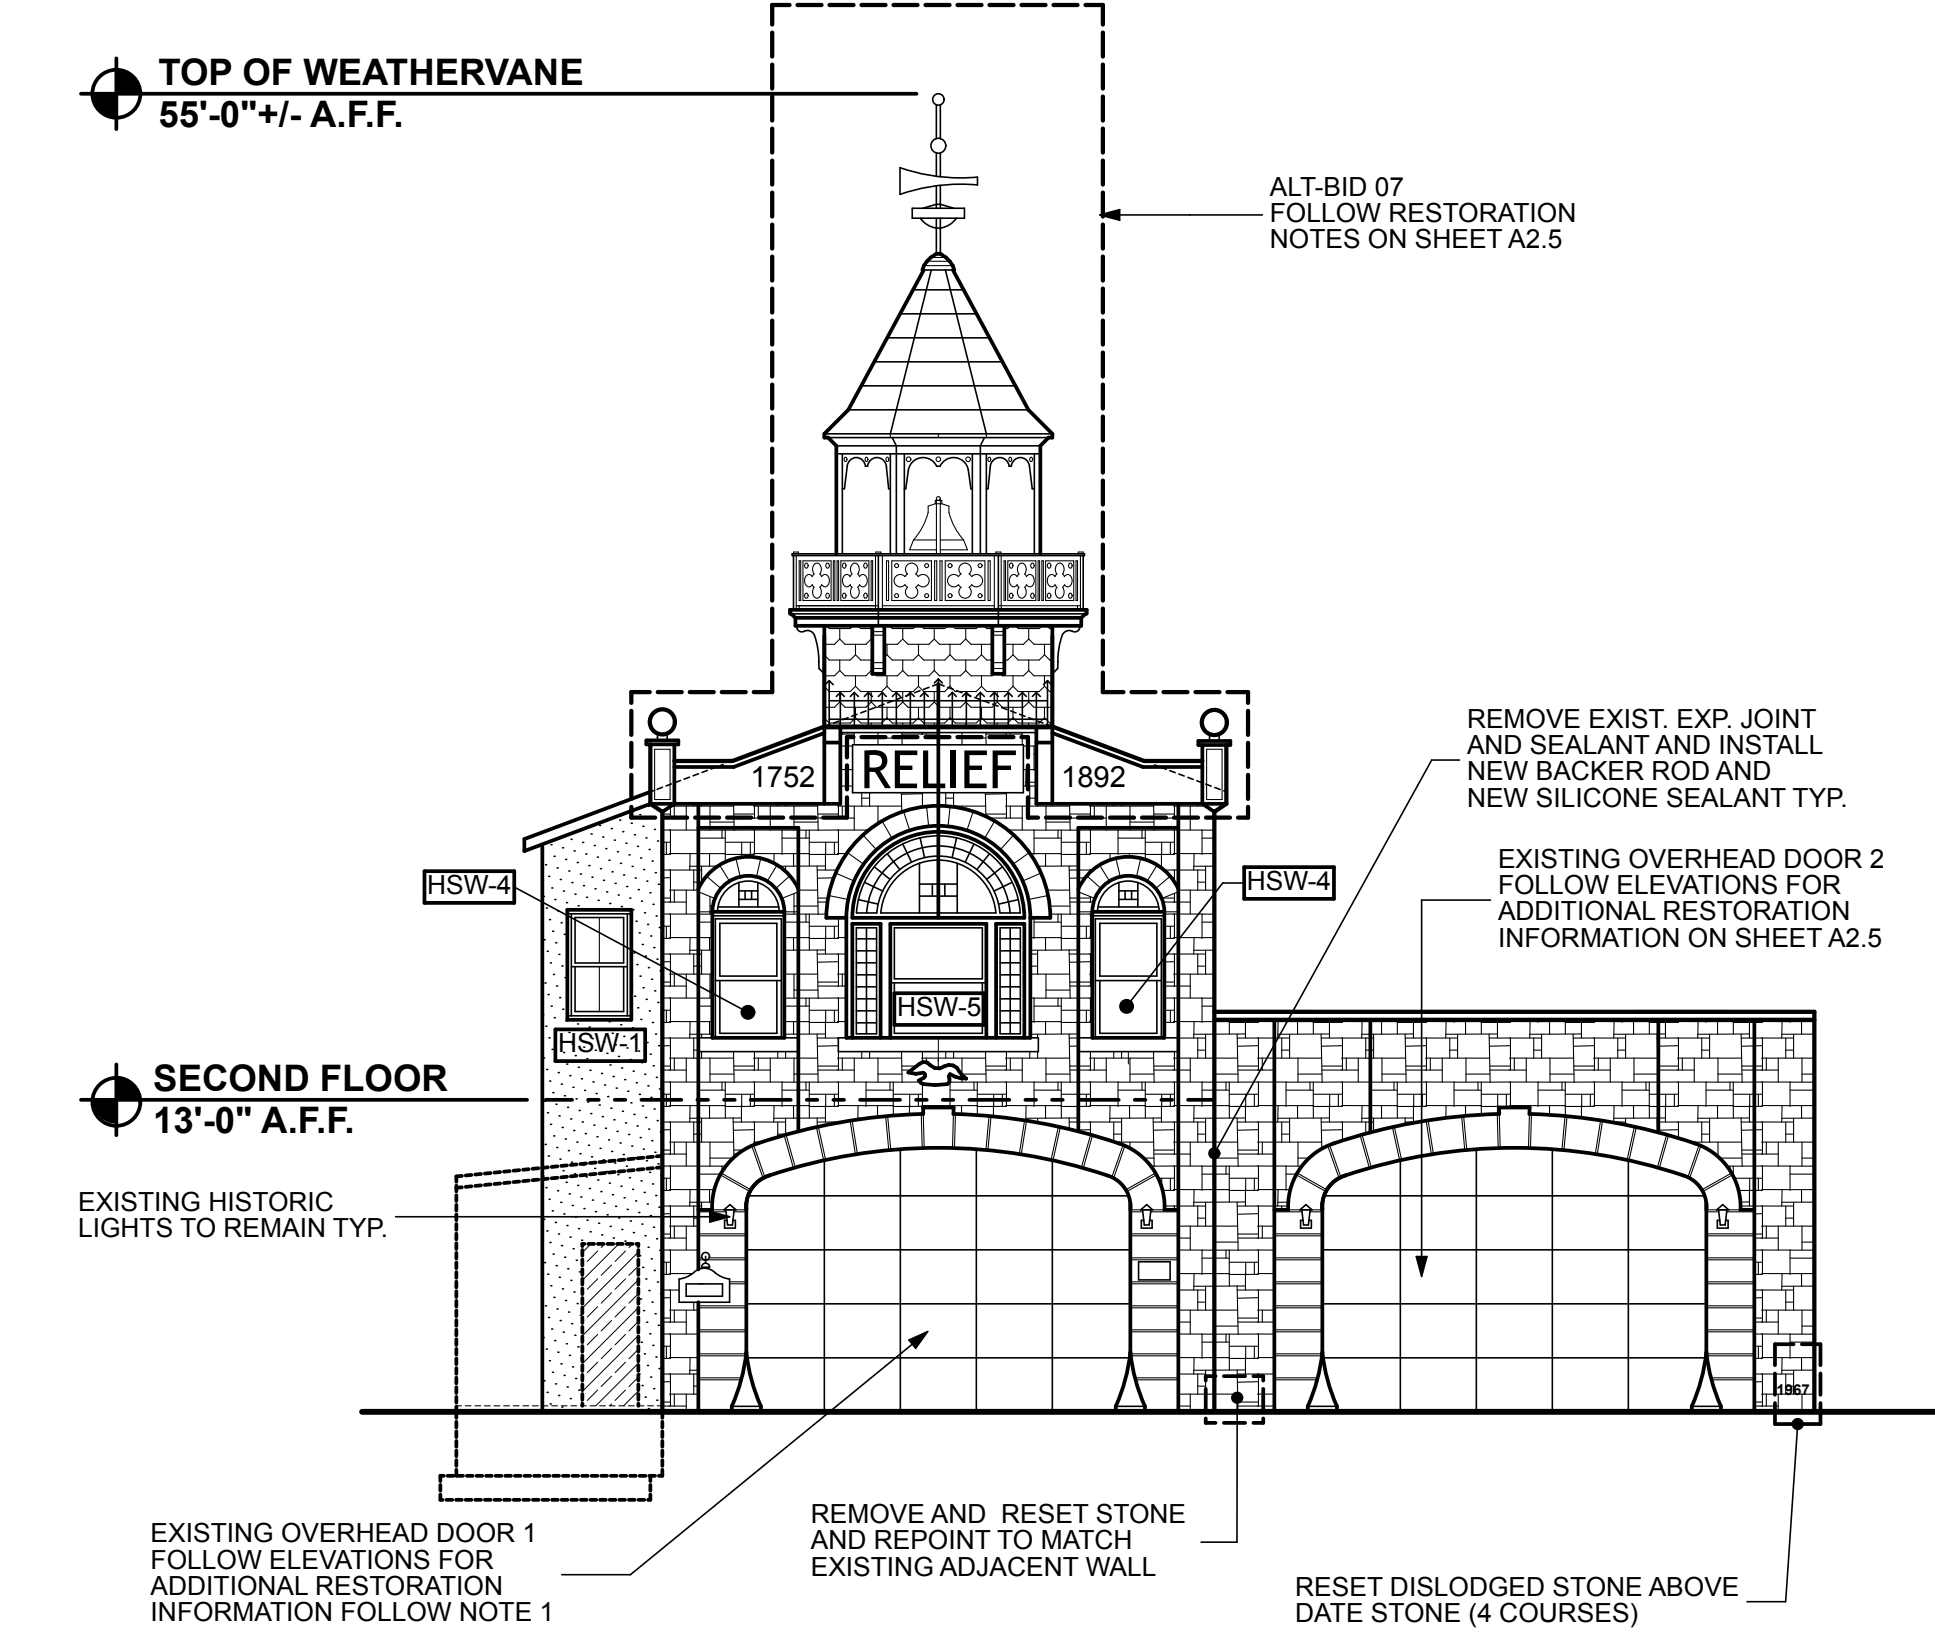 TOP OF WEATHERVANE
55'-0"+/- A.F.F.
ALT-BID 07
FOLLOW RESTORATION
NOTES ON SHEET A2.5
REMOVE EXIST. EXP. JOINT
AND SEALANT AND INSTALL
NEW BACKER ROD AND
NEW SILICONE SEALANT TYP.
1752
RELIEF
1892
EXISTING OVERHEAD DOOR 2
FOLLOW ELEVATIONS FOR
ADDITIONAL RESTORATION
INFORMATION ON SHEET A2.5
HSW-4
HSW-4
HSW-5
HSW-1
SECOND FLOOR
13'-0" A.F.F.
EXISTING HISTORIC
LIGHTS TO REMAIN TYP.
1967
EXISTING OVERHEAD DOOR 1
FOLLOW ELEVATIONS FOR
ADDITIONAL RESTORATION
INFORMATION FOLLOW NOTE 1
REMOVE AND  RESET STONE
AND REPOINT TO MATCH
EXISTING ADJACENT WALL
RESET DISLODGED STONE ABOVE
DATE STONE (4 COURSES)